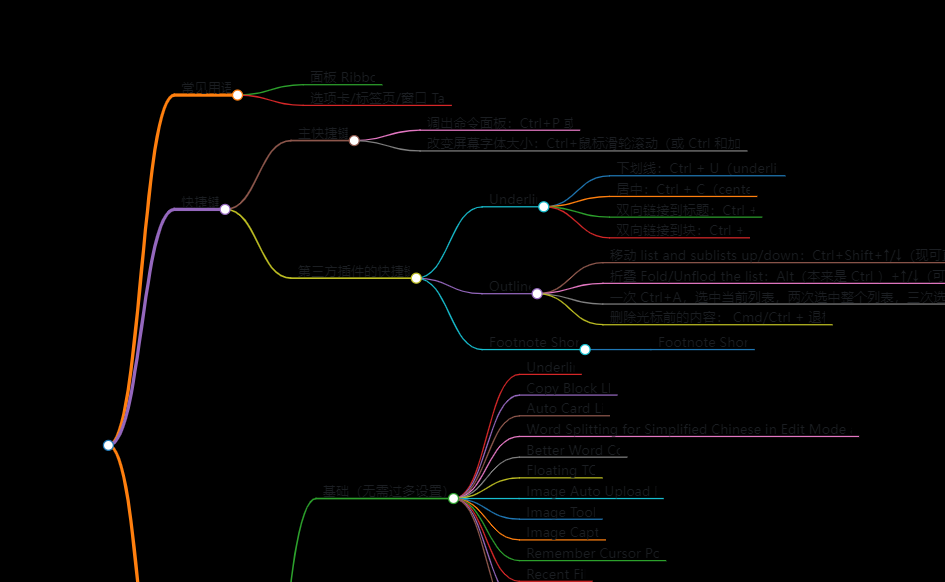 常见用语
面板 Ribbc
选项卡/标签页/窗口 Ta
快捷键
主快捷键
调出命令面板：Ctrl+P 或
改变屏幕字体大小：Ctrl+鼠标滑轮滚动（或 Ctrl 和加
第三方插件的快捷键
Underli
下划线：Ctrl + U（underli
居中：Ctrl + C（cente
双向链接到标题：Ctrl +
双向链接到块：Ctrl +
Outlin
移动 list and sublists up/down：Ctrl+Shift+↑/↓（现可
折叠 Fold/Unflod the list：Alt（本来是 Ctrl ）+↑/↓（可
一次 Ctrl+A，选中当前列表，两次选中整个列表，三次选
删除光标前的内容： Cmd/Ctrl + 退
Footnote Shor
Footnote Shor
基础（无需过多设置）
Underli
Copy Block LI
Auto Card L
Word Splitting for Simplified Chinese in Edit Mode
Better Word Cc
Floating TC
Image Auto Upload
Image Tool
Image Capt
Remember Cursor Pc
Recent Fi